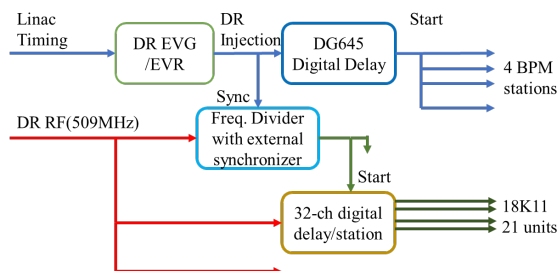 Linac
Timing
DR EVG
/EVR
DR
Injection
DG645
Digital Delay
Start
4 BPM
stations
Sync
DR RF(509MHz)
Freq. Divider
with external
synchronizer
Start
32-ch digital
delay/station
18K11
21 units